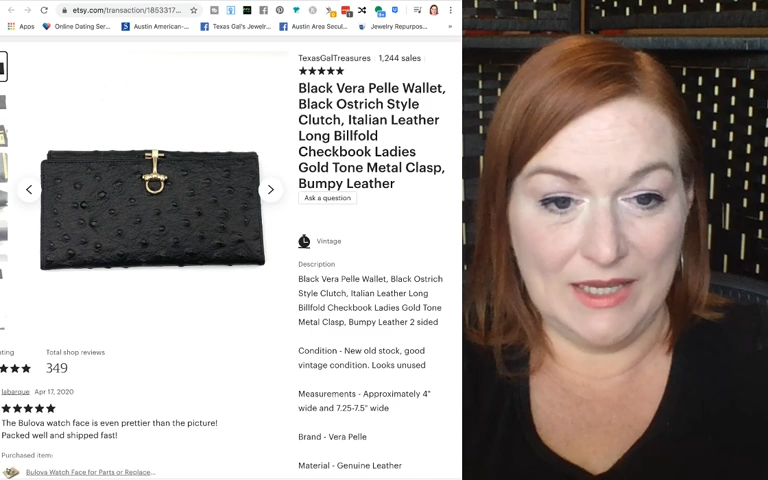 etsy.com/transaction/1853317...
Apps
Online Dating Ser...
Austin American-...
Texas Gal's Jewelr...
Austin Area Secul...
Jewelry Repurpos...
»
TexasGalTreasures 1,244 sales
Black Vera Pelle Wallet,
Black Ostrich Style
Clutch, Italian Leather
Long Billfold
Checkbook Ladies
Gold Tone Metal Clasp,
Bumpy Leather
Ask a question
Vintage
Description
Black Vera Pelle Wallet, Black Ostrich
Style Clutch, Italian Leather Long
Billfold Checkbook Ladies Gold Tone
Metal Clasp, Bumpy Leather 2 sided
Condition - New old stock, good
vintage condition. Looks unused
Measurements - Approximately 4"
wide and 7.25-7.5" wide
Brand - Vera Pelle
Material - Genuine Leather
Total shop reviews
349
labarque Apr 17, 2020
The Bulova watch face is even prettier than the picture!
Packed well and shipped fast!
Purchased item:
Bulova Watch Face for Parts or Replace...